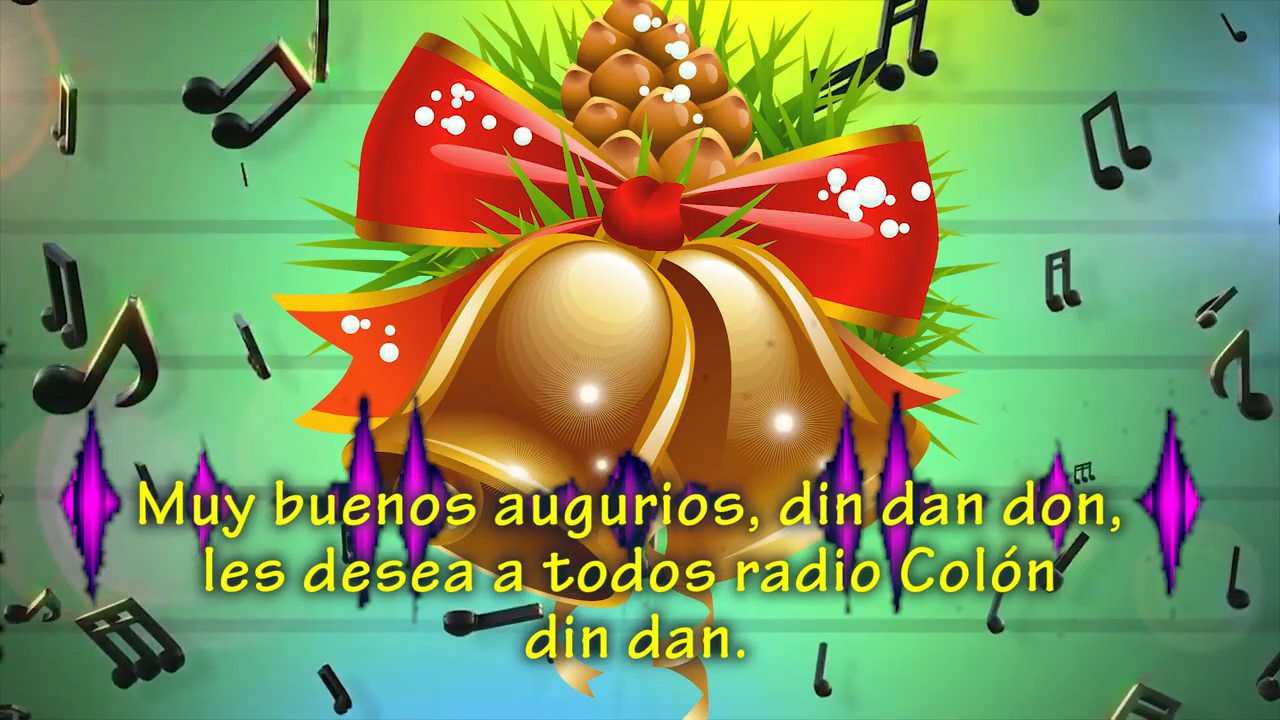 Muy buenos augurios, din dan don,
les desea a todos radio Colón
din dan.